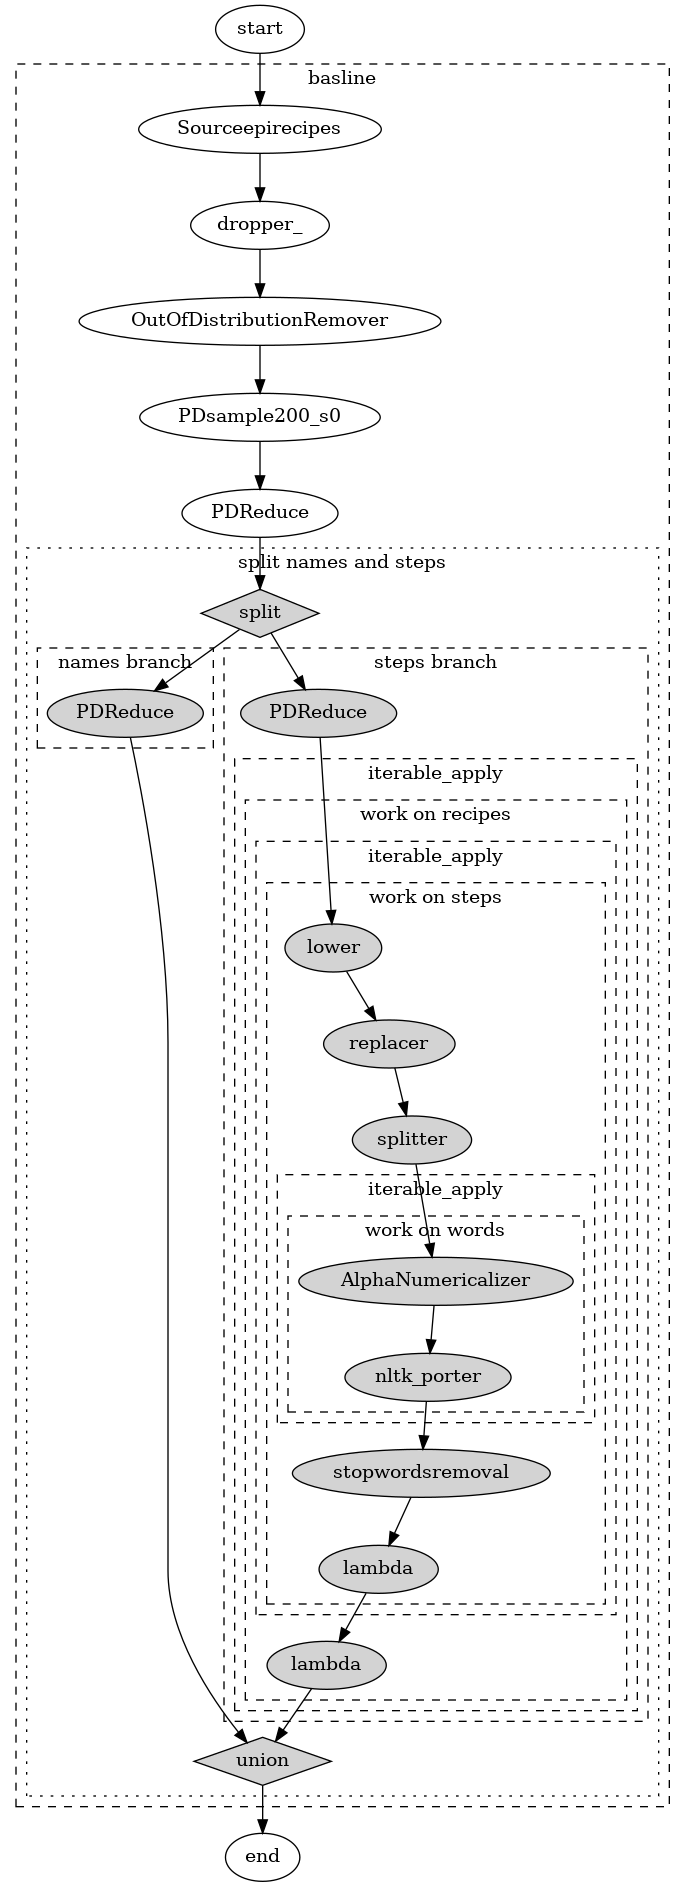 start
basline
Sourceepirecipes
dropper_
OutOfDistributionRemover
PDsample200_s0
PDReduce
split names and steps
split
names branch
steps branch
PDReduce
PDReduce
iterable_apply
work on recipes
iterable_apply
work on steps
lower
replacer
splitter
iterable_apply
work on words
AlphaNumericalizer
nltk_porter
stopwordsremoval
lambda
lambda
union
end